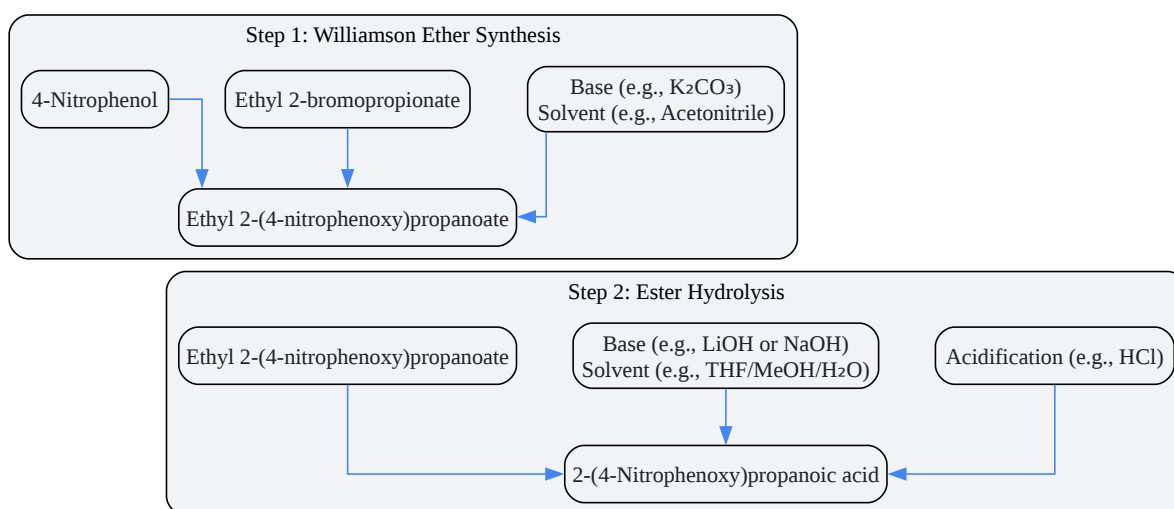 Step 1: Williamson Ether Synthesis
4-Nitrophenol
Ethyl 2-bromopropionate
Base (e.g., K₂CO₃)
Solvent (e.g., Acetonitrile)
Ethyl 2-(4-nitrophenoxy)propanoate
Step 2: Ester Hydrolysis
Ethyl 2-(4-nitrophenoxy)propanoate
Base (e.g., LiOH or NaOH)
Solvent (e.g., THF/MeOH/H₂O)
Acidification (e.g., HCl)
2-(4-Nitrophenoxy)propanoic acid